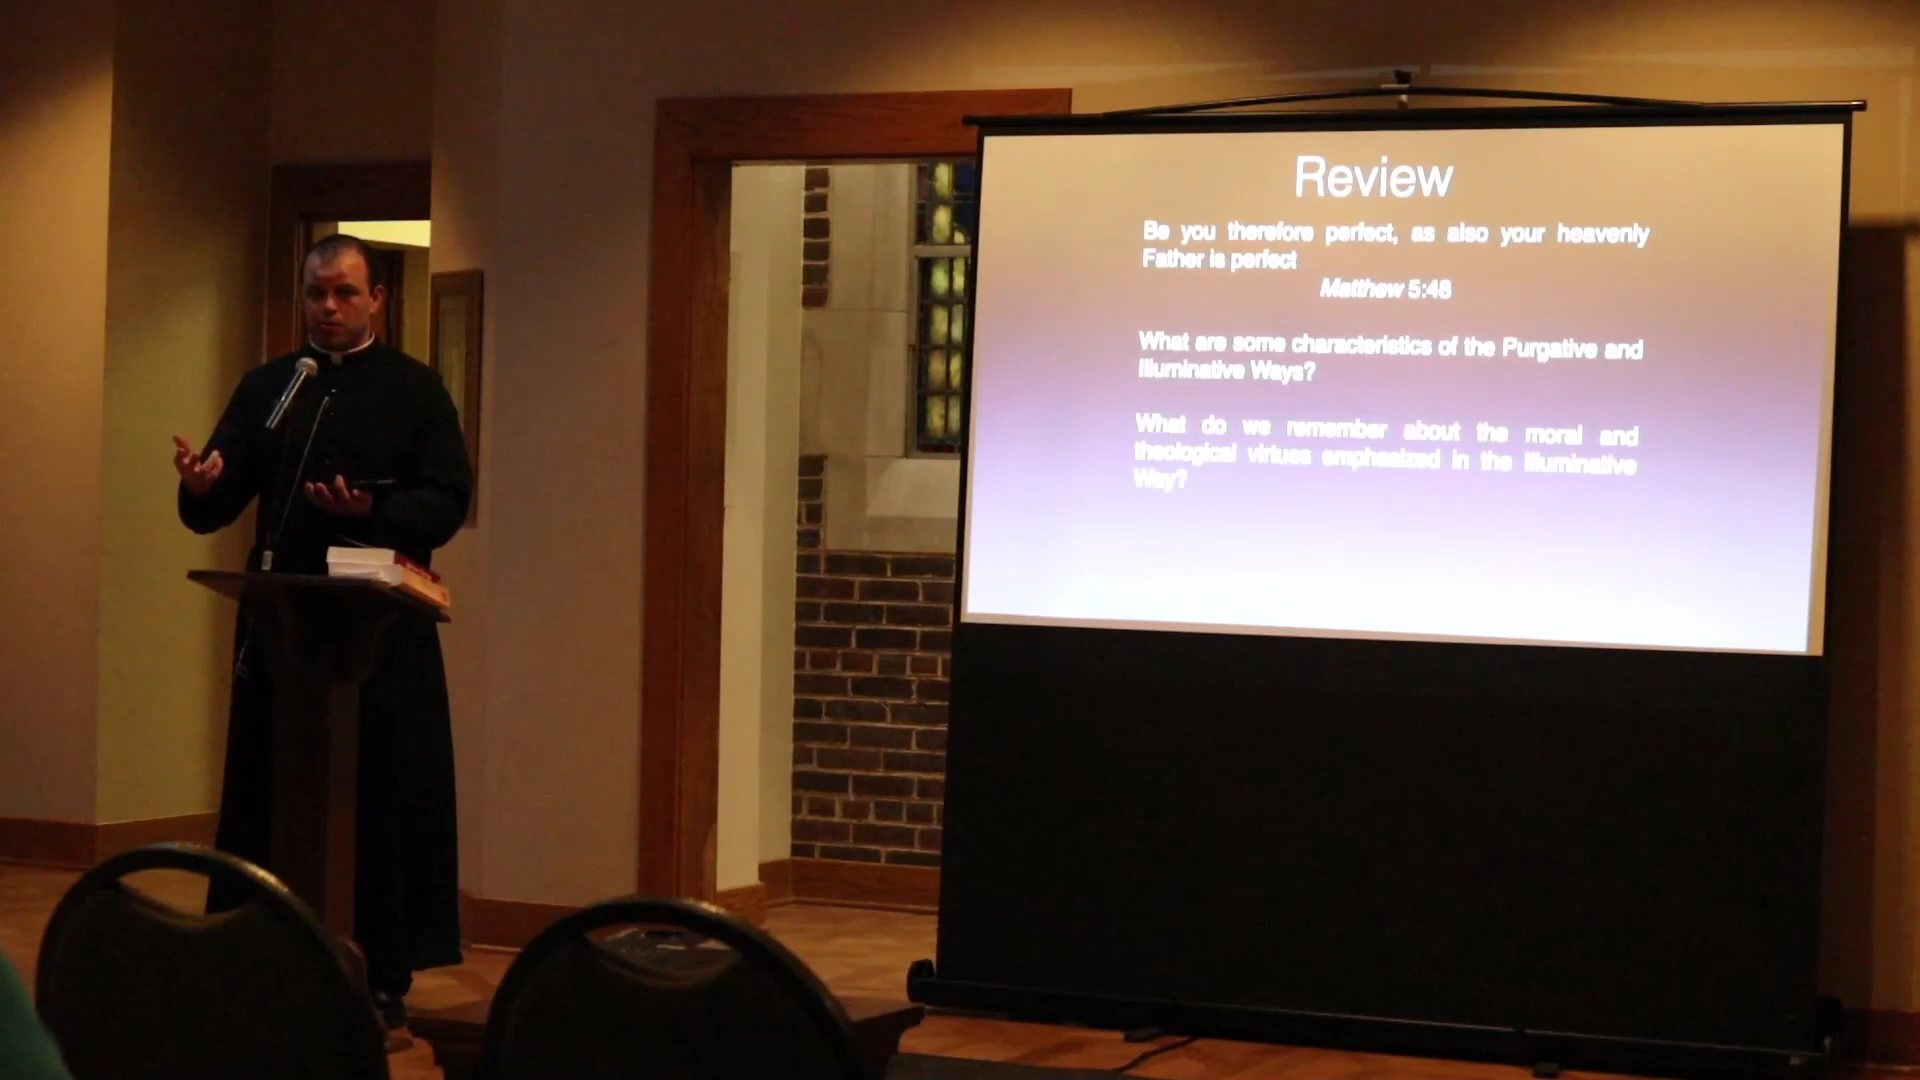 Review
Be you therefore perfect, as also your heavenly
Father is perfect
Matthew 5:48
What are some characteristics of the Purgative and
Illuminative Ways?
What do we remember about the moral and
theological virtues emphasized in the Illuminative
Way?